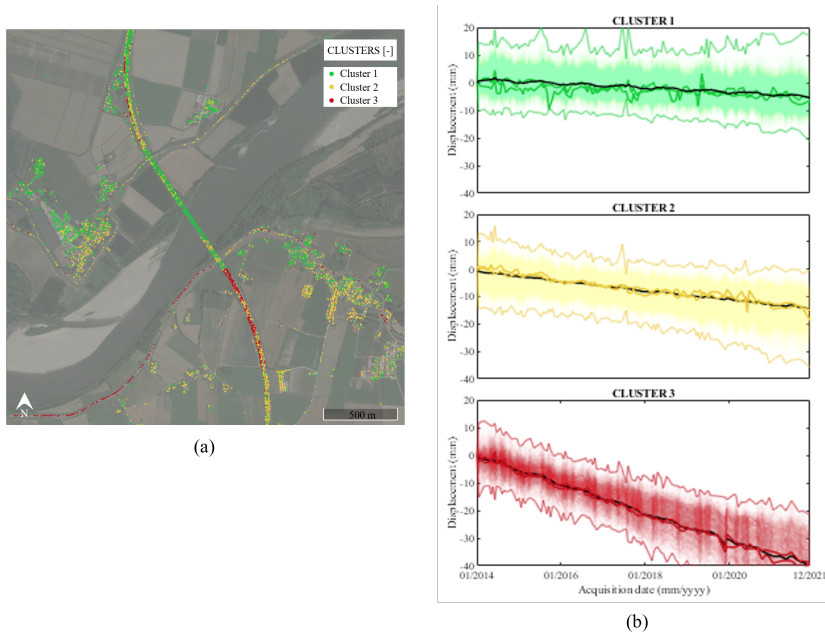 CLUSTERS [-]
Cluster 1
Cluster 2
Cluster 3
N
500 m
(a)
CLUSTER 1
20
10
0
-10
-20
-30
-40
Displacement (mm)
CLUSTER 2
20
10
0
-10
-20
-30
-40
Displacement (mm)
CLUSTER 3
20
10
0
-10
-20
-30
-40
Displacement (mm)
01/2014 01/2016 01/2018 01/2020 12/2021
Acquisition date (mm/yyyy)
(b)